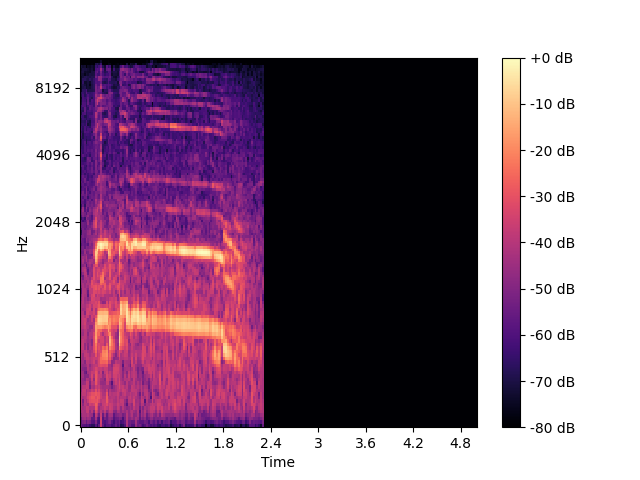 +0 dB
8192
-10 dB
4096
-20 dB
-30 dB
2048
Hz
-40 dB
1024
-50 dB
512
-60 dB
-70 dB
0
-80 dB
0 0.6 1.2 1.8 2.4 3 3.6 4.2 4.8
Time